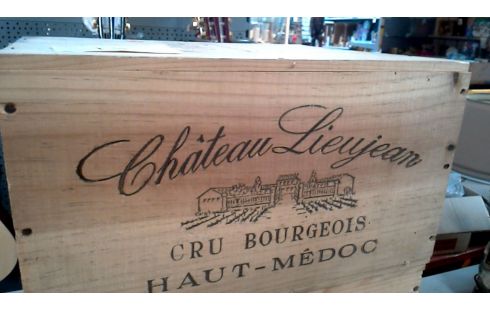 Château Lieujean
CRU BOURGEOIS
HAUT-MÉDOC